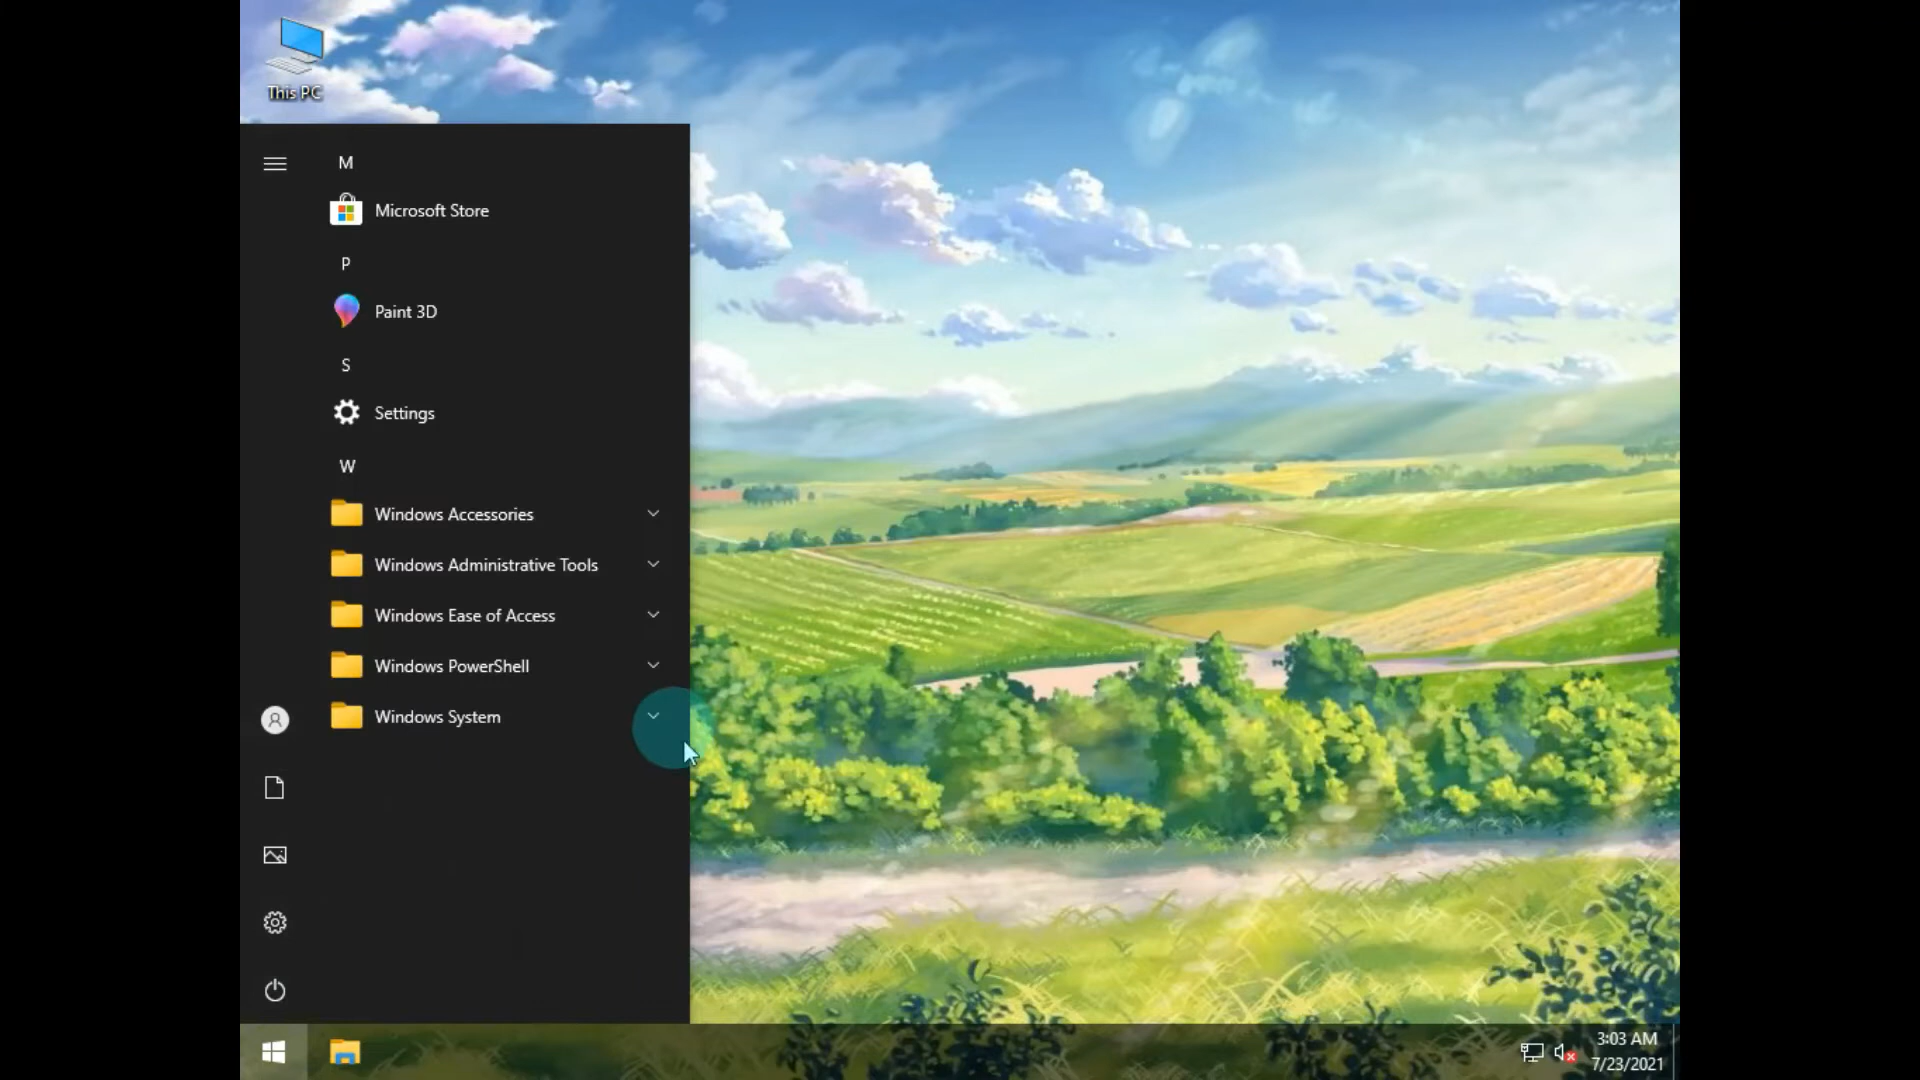 This PC
M
Microsoft Store
P
Paint 3D
S
Settings
W
Windows Accessories
Windows Administrative Tools
Windows Ease of Access
Windows PowerShell
Windows System
3:03 AM
7/23/2021